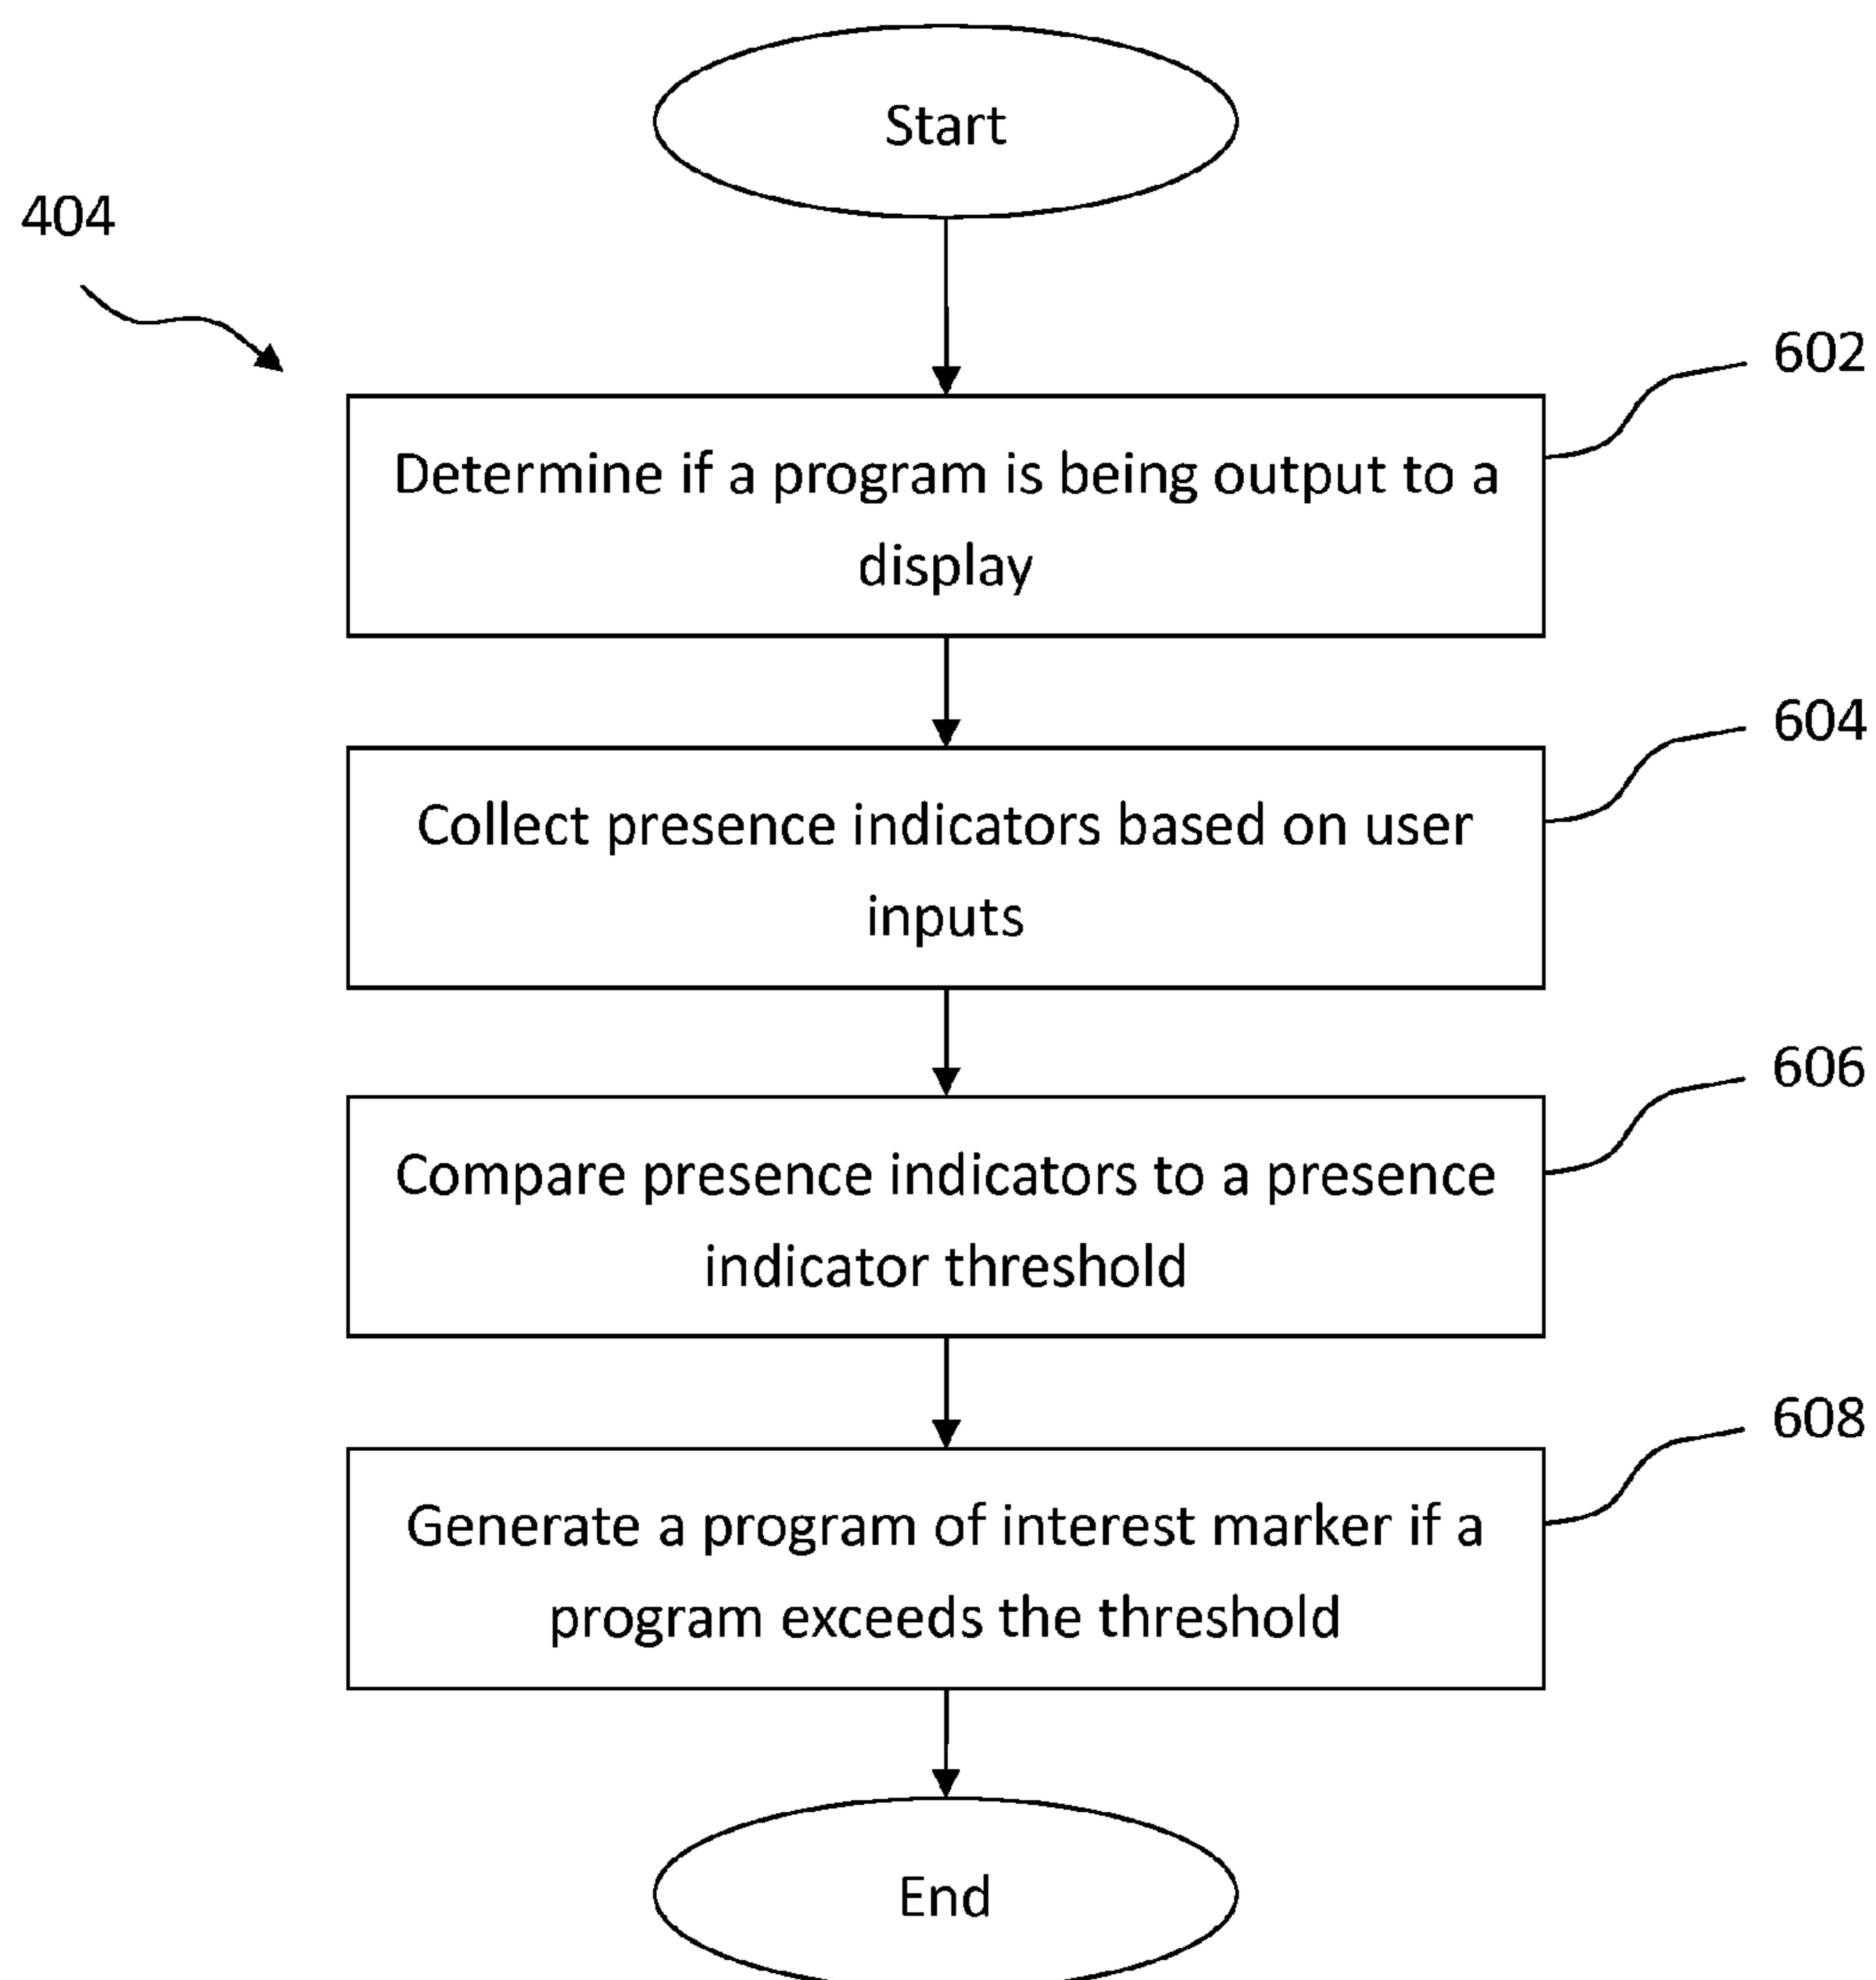 Start
404
602
Determine if a program is being output to a
display
604
Collect presence indicators based on user
inputs
606
Compare presence indicators to a presence
indicator threshold
608
Generate a program of interest marker if a
program exceeds the threshold
End